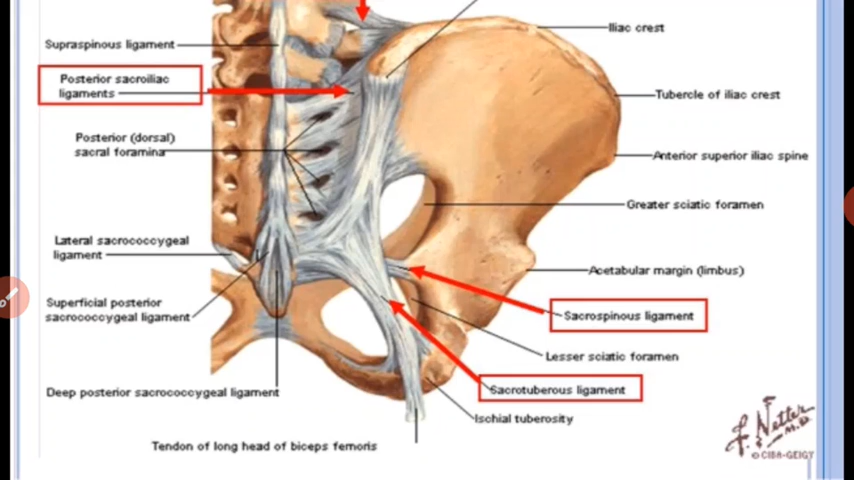 Supraspinous ligament
Iliac crest
Posterior sacroiliac
ligaments
Tubercle of iliac crest
Posterior (dorsal)
sacral foramina
Anterior superior iliac spine
Greater sciatic foramen
Lateral sacrococcygeal
ligament
Acetabular margin (limbus)
Superficial posterior
sacrococcygeal ligament
Sacrospinous ligament
Lesser sciatic foramen
Deep posterior sacrococcygeal ligament
Sacrotuberous ligament
Ischial tuberosity
Tendon of long head of biceps femoris
F. Netter
M.D.
© CIBA-GEIGY